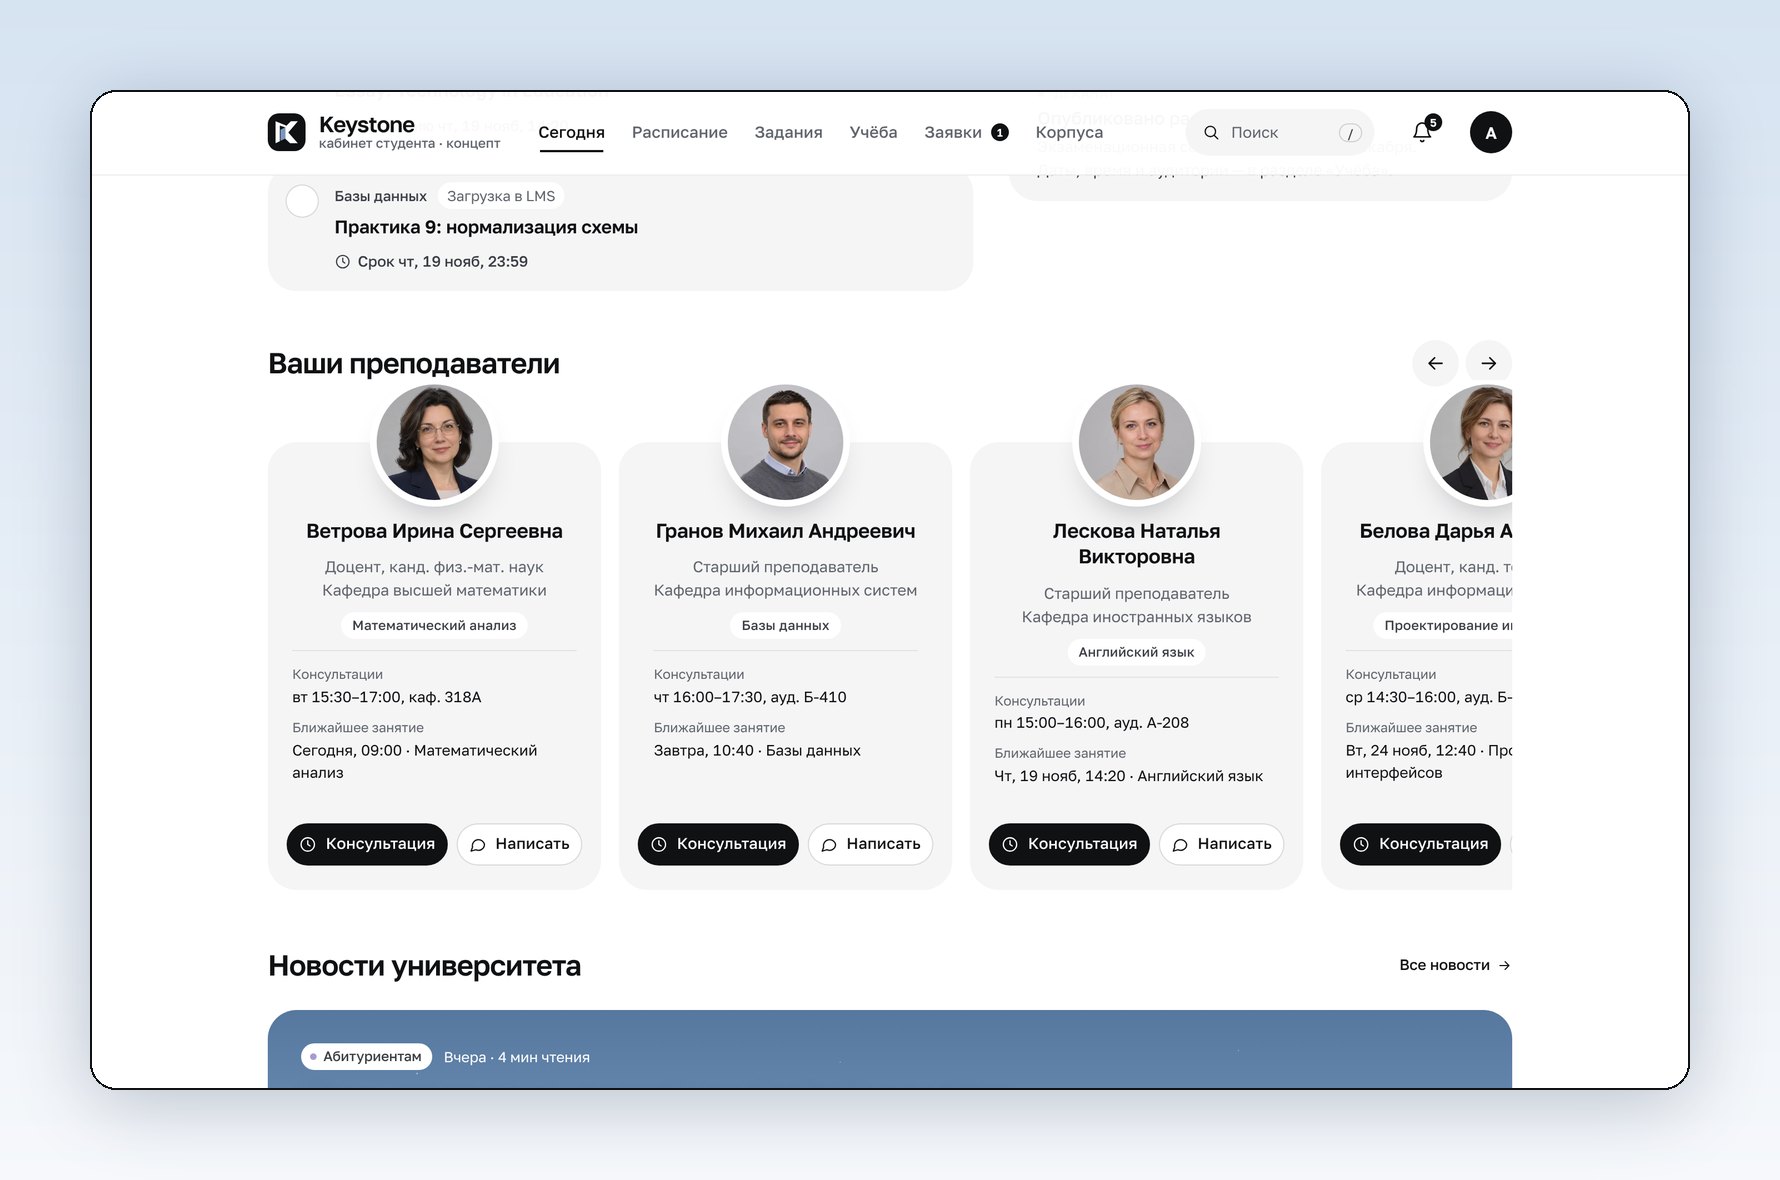 Keystone
кабинет студента · концепт
Сегодня
Расписание
Задания
Учёба
Заявки 1
Корпуса
Поиск /
5
A
Базы данных
Загрузка в LMS
Практика 9: нормализация схемы
Срок чт, 19 нояб, 23:59
Ваши преподаватели
Ветрова Ирина Сергеевна
Доцент, канд. физ.-мат. наук
Кафедра высшей математики
Математический анализ
Консультации
вт 15:30–17:00, каф. 318А
Ближайшее занятие
Сегодня, 09:00 · Математический
анализ
Консультация
Написать
Гранов Михаил Андреевич
Старший преподаватель
Кафедра информационных систем
Базы данных
Консультации
чт 16:00–17:30, ауд. Б-410
Ближайшее занятие
Завтра, 10:40 · Базы данных
Консультация
Написать
Лескова Наталья
Викторовна
Старший преподаватель
Кафедра иностранных языков
Английский язык
Консультации
пн 15:00–16:00, ауд. А-208
Ближайшее занятие
Чт, 19 нояб, 14:20 · Английский язык
Консультация
Написать
Белова Дарья А
Доцент, канд. т
Кафедра информаци
Проектирование и
Консультации
ср 14:30–16:00, ауд. Б-
Ближайшее занятие
Вт, 24 нояб, 12:40 · Про
интерфейсов
Консультация
Новости университета
Все новости
Абитуриентам
Вчера · 4 мин чтения